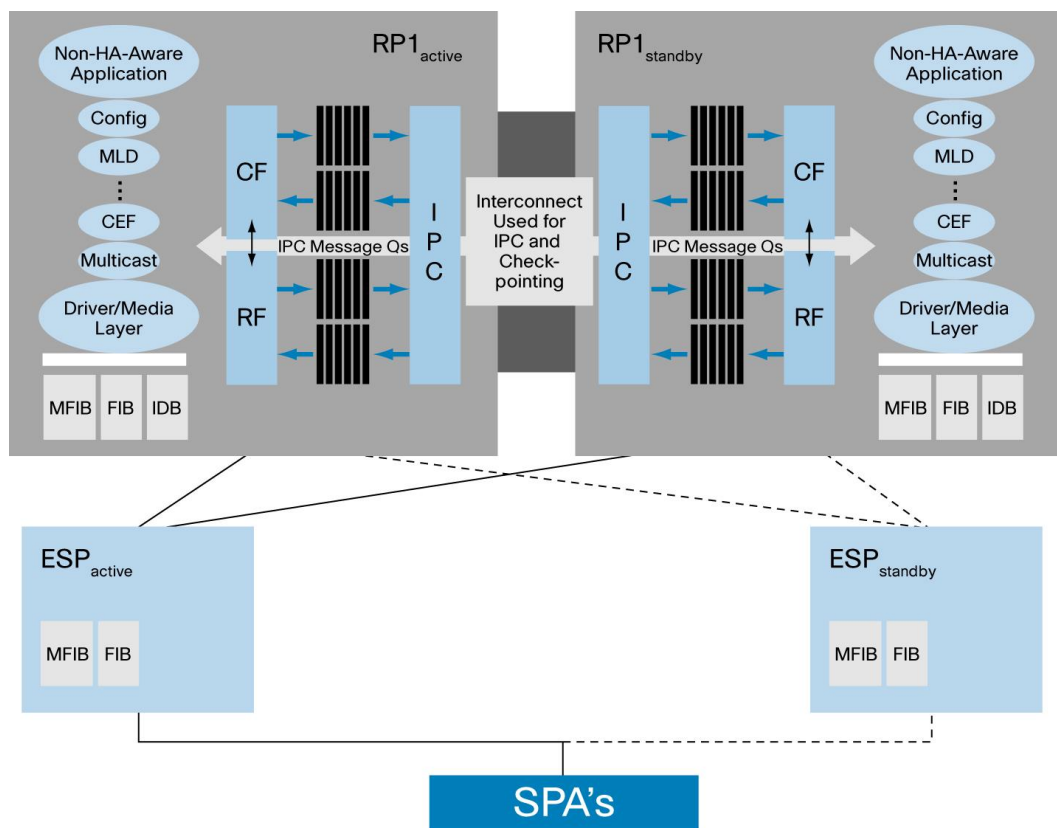 RP1active
Non-HA-Aware
Application
Config
MLD
CEF
Multicast
Driver/Media
Layer
MFIB
FIB
IDB
CF
RF
IPC Message Qs
I
P
C
Interconnect
Used for
IPC and
Check-
pointing
RP1standby
I
P
C
IPC Message Qs
CF
RF
Non-HA-Aware
Application
Config
MLD
CEF
Multicast
Driver/Media
Layer
MFIB
FIB
IDB
ESPactive
MFIB
FIB
ESPstandby
MFIB
FIB
SPA's